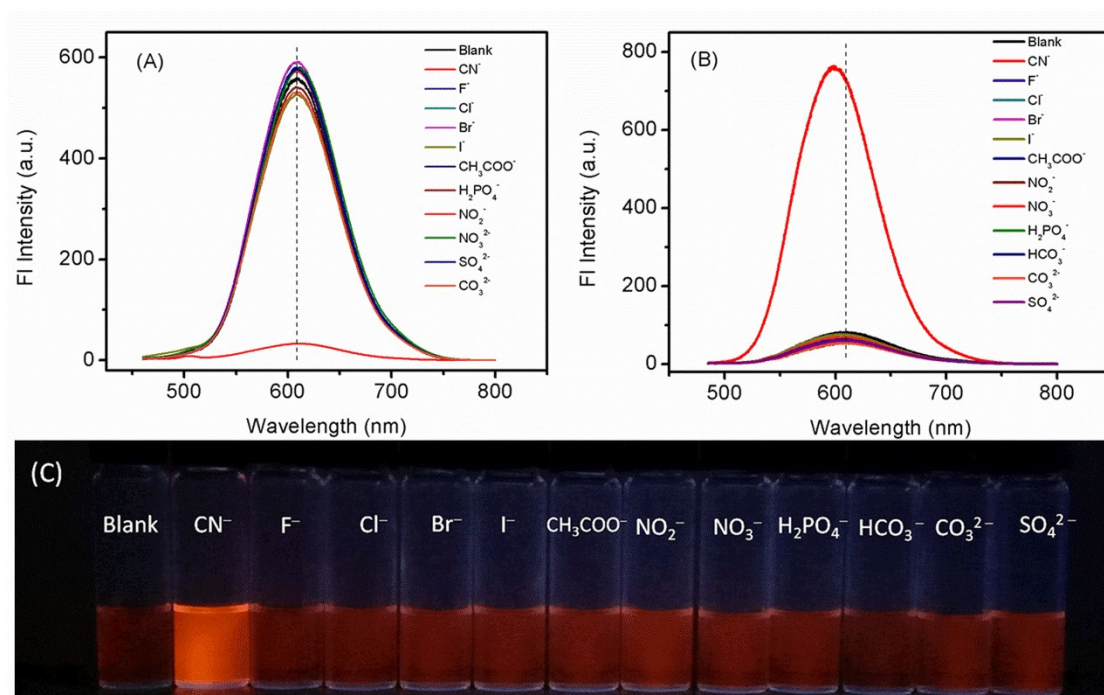 (A)
600
400
200
0
500
600
700
800
FI Intensity (a.u.)
Wavelength (nm)
Blank
CN⁻
F⁻
Cl⁻
Br⁻
I⁻
CH₃COO⁻
H₂PO₄⁻
NO₂⁻
NO₃²⁻
SO₄²⁻
CO₃²⁻
(B)
800
600
400
200
0
500
600
700
800
FI Intensity (a.u.)
Wavelength (nm)
Blank
CN⁻
F⁻
Cl⁻
Br⁻
I⁻
CH₃COO⁻
NO₂⁻
NO₃⁻
H₂PO₄⁻
HCO₃⁻
CO₃²⁻
SO₄²⁻
(C)
Blank CN⁻ F⁻ Cl⁻ Br⁻ I⁻ CH₃COO⁻ NO₂⁻ NO₃⁻ H₂PO₄⁻ HCO₃⁻ CO₃²⁻ SO₄²⁻